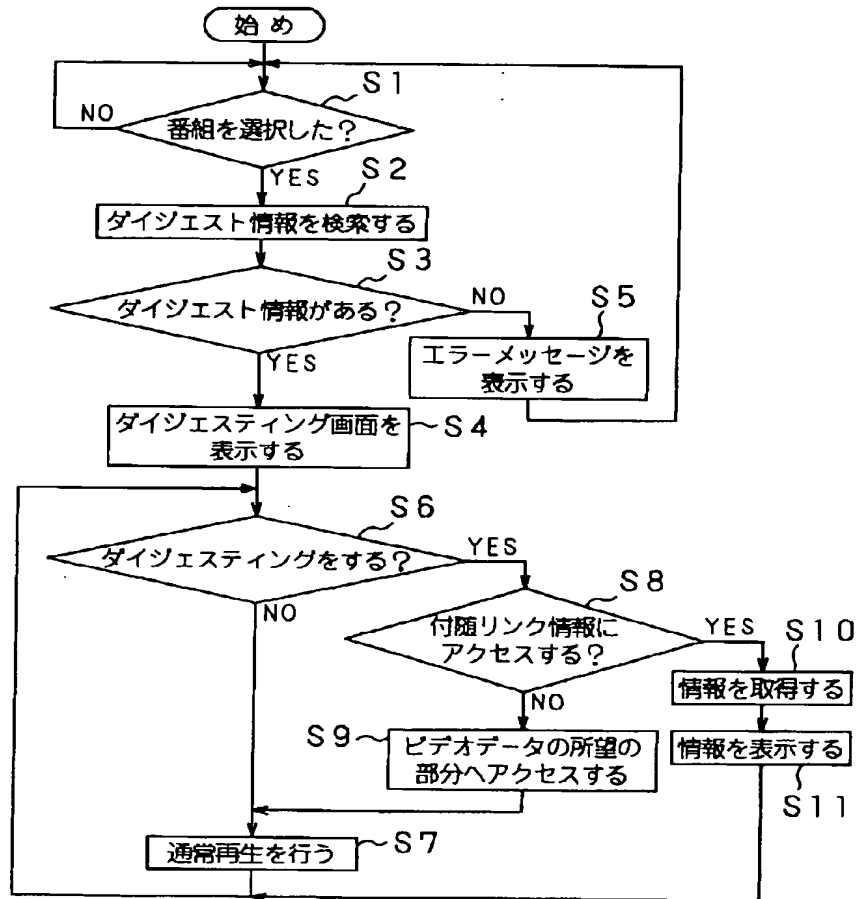 始め
S1
NO
番組を選択した?
YES
S2
ダイジェスト情報を検索する
S3
ダイジェスト情報がある?
NO
S5
YES
エラーメッセージを
表示する
ダイジェスティング画面を
表示する
S4
S6
ダイジェスティングをする?
YES
NO
S8
付随リンク情報に
アクセスする?
YES
S10
情報を取得する
NO
S9
ビデオデータの所望の
部分へアクセスする
情報を表示する
S11
通常再生を行う
S7